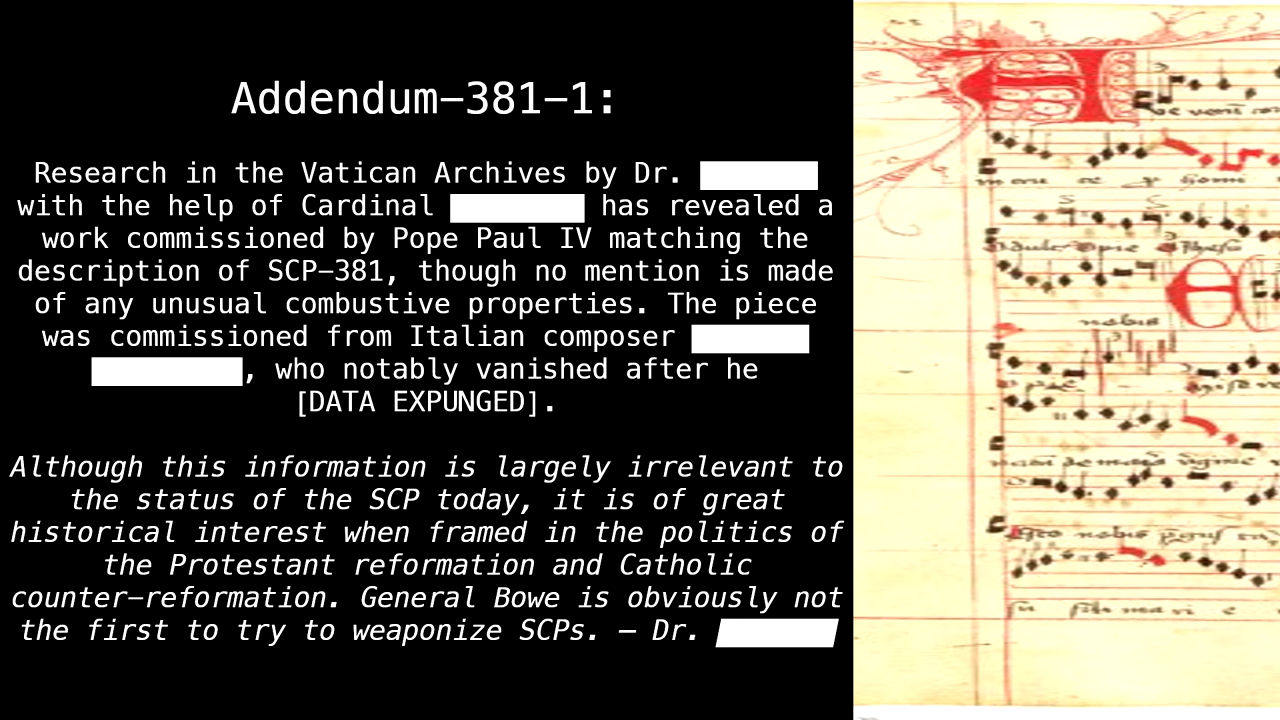 Addendum–381–1:
Research in the Vatican Archives by Dr.
with the help of Cardinal has revealed a
work commissioned by Pope Paul IV matching the
description of SCP–381, though no mention is made
of any unusual combustive properties. The piece
was commissioned from Italian composer
, who notably vanished after he
[DATA EXPUNGED].
Although this information is largely irrelevant to
the status of the SCP today, it is of great
historical interest when framed in the politics of
the Protestant reformation and Catholic
counter–reformation. General Bowe is obviously not
the first to try to weaponize SCPs. – Dr.
nobis